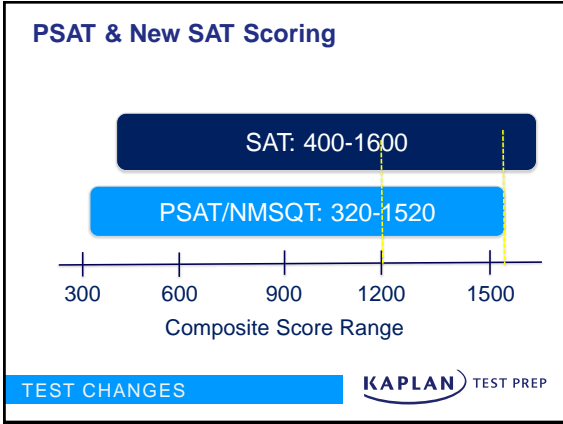 PSAT & New SAT Scoring
SAT: 400-1600
PSAT/NMSQT: 320-1520
300 600 900 1200 1500
Composite Score Range
TEST CHANGES
KAPLAN TEST PREP